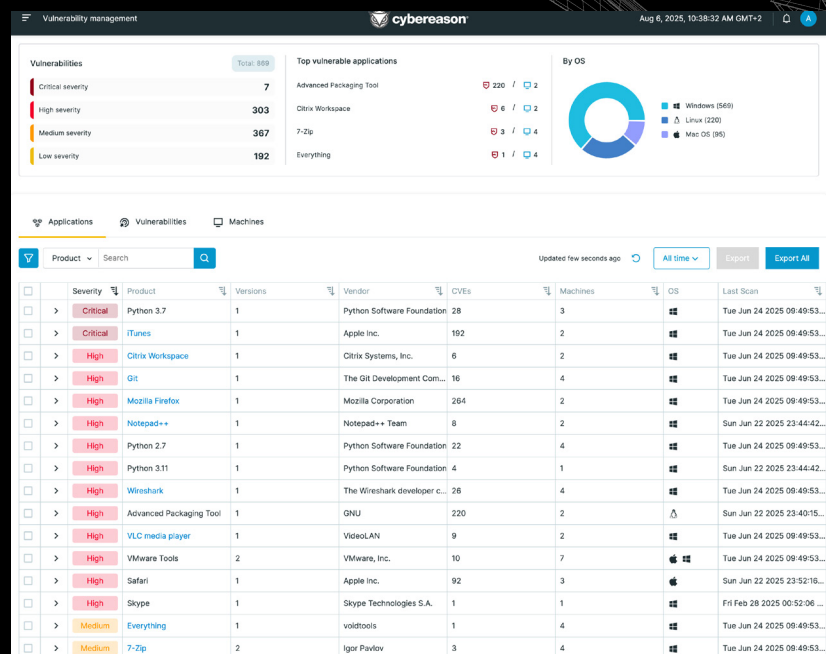 Vulnerability management
cybereason
Aug 6, 2025, 10:38:32 AM GMT+2
A
Vulnerabilities
Total: 869
Critical severity 7
High severity 303
Medium severity 367
Low severity 192
Top vulnerable applications
Advanced Packaging Tool 220 / 2
Citrix Workspace 6 / 2
7-Zip 3 / 4
Everything 1 / 4
By OS
Windows (569)
Linux (220)
Mac OS (95)
Applications Vulnerabilities Machines
Product Search Updated few seconds ago All time Export Export All
Severity Product Versions Vendor CVEs Machines OS Last Scan
Critical Python 3.7 1 Python Software Foundation 28 3 Tue Jun 24 2025 09:49:53...
Critical iTunes 1 Apple Inc. 192 2 Tue Jun 24 2025 09:49:53...
High Citrix Workspace 1 Citrix Systems, Inc. 6 2 Tue Jun 24 2025 09:49:53...
High Git 1 The Git Development Com... 16 4 Tue Jun 24 2025 09:49:53...
High Mozilla Firefox 1 Mozilla Corporation 264 2 Tue Jun 24 2025 09:49:53...
High Notepad++ 1 Notepad++ Team 8 2 Sun Jun 22 2025 23:44:42...
High Python 2.7 1 Python Software Foundation 22 4 Tue Jun 24 2025 09:49:53...
High Python 3.11 1 Python Software Foundation 4 1 Sun Jun 22 2025 23:44:42...
High Wireshark 1 The Wireshark developer c... 26 4 Tue Jun 24 2025 09:49:53...
High Advanced Packaging Tool 1 GNU 220 2 Sun Jun 22 2025 23:40:15...
High VLC media player 1 VideoLAN 9 2 Tue Jun 24 2025 09:49:53...
High VMware Tools 2 VMware, Inc. 10 7 Tue Jun 24 2025 09:49:53...
High Safari 1 Apple Inc. 92 3 Sun Jun 22 2025 23:52:16...
High Skype 1 Skype Technologies S.A. 1 1 Fri Feb 28 2025 00:52:06 ...
Medium Everything 1 voidtools 1 4 Tue Jun 24 2025 09:49:53...
Medium 7-Zip 2 Igor Pavlov 3 4 Tue Jun 24 2025 09:49:53...